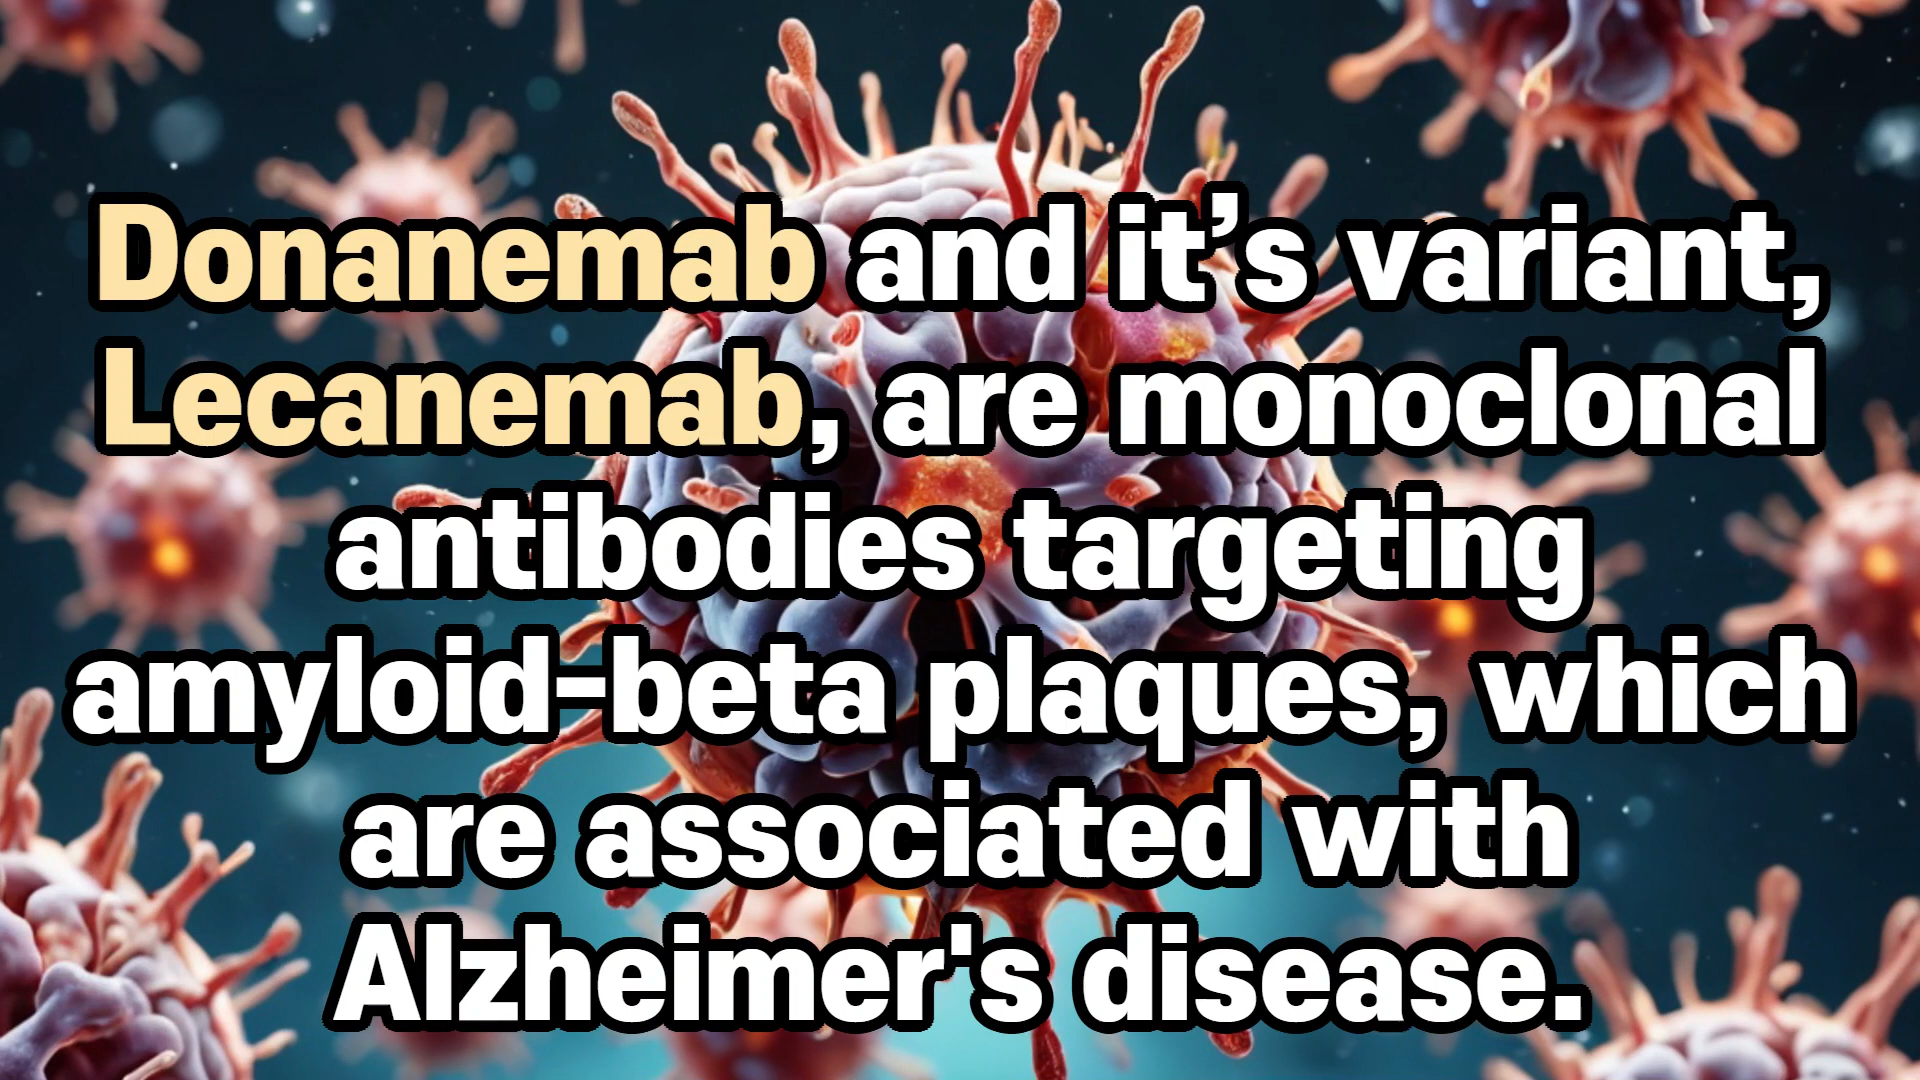 Donanemab and it’s variant,
Lecanemab, are monoclonal
antibodies targeting
amyloid-beta plaques, which
are associated with
Alzheimer's disease.